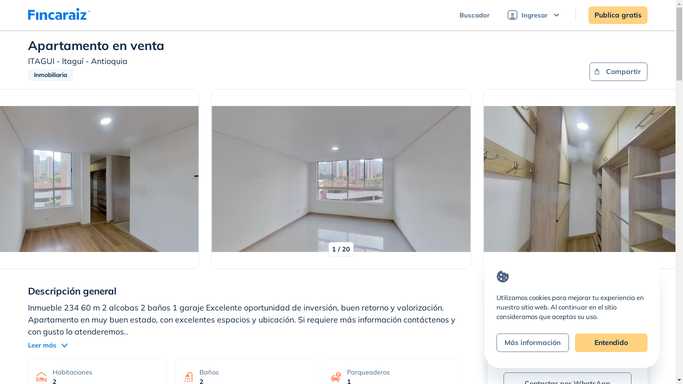 Fincaraiz
Buscador
Ingresar
Publica gratis
Apartamento en venta
ITAGUI - Itaguí - Antioquia
Inmobiliaria
Compartir
1 / 20
Descripción general
Inmueble 234 60 m 2 alcobas 2 baños 1 garaje Excelente oportunidad de inversión, buen retorno y valorización.
Apartamento en muy buen estado, con excelentes espacios y ubicación. Si requiere más información contáctenos y
con gusto lo atenderemos..
Leer más
Habitaciones
2
Baños
2
Parqueaderos
1
Utilizamos cookies para mejorar tu experiencia en
nuestro sitio web. Al continuar en el sitio
consideramos que aceptas su uso.
Más información
Entendido
Contactar por WhatsApp